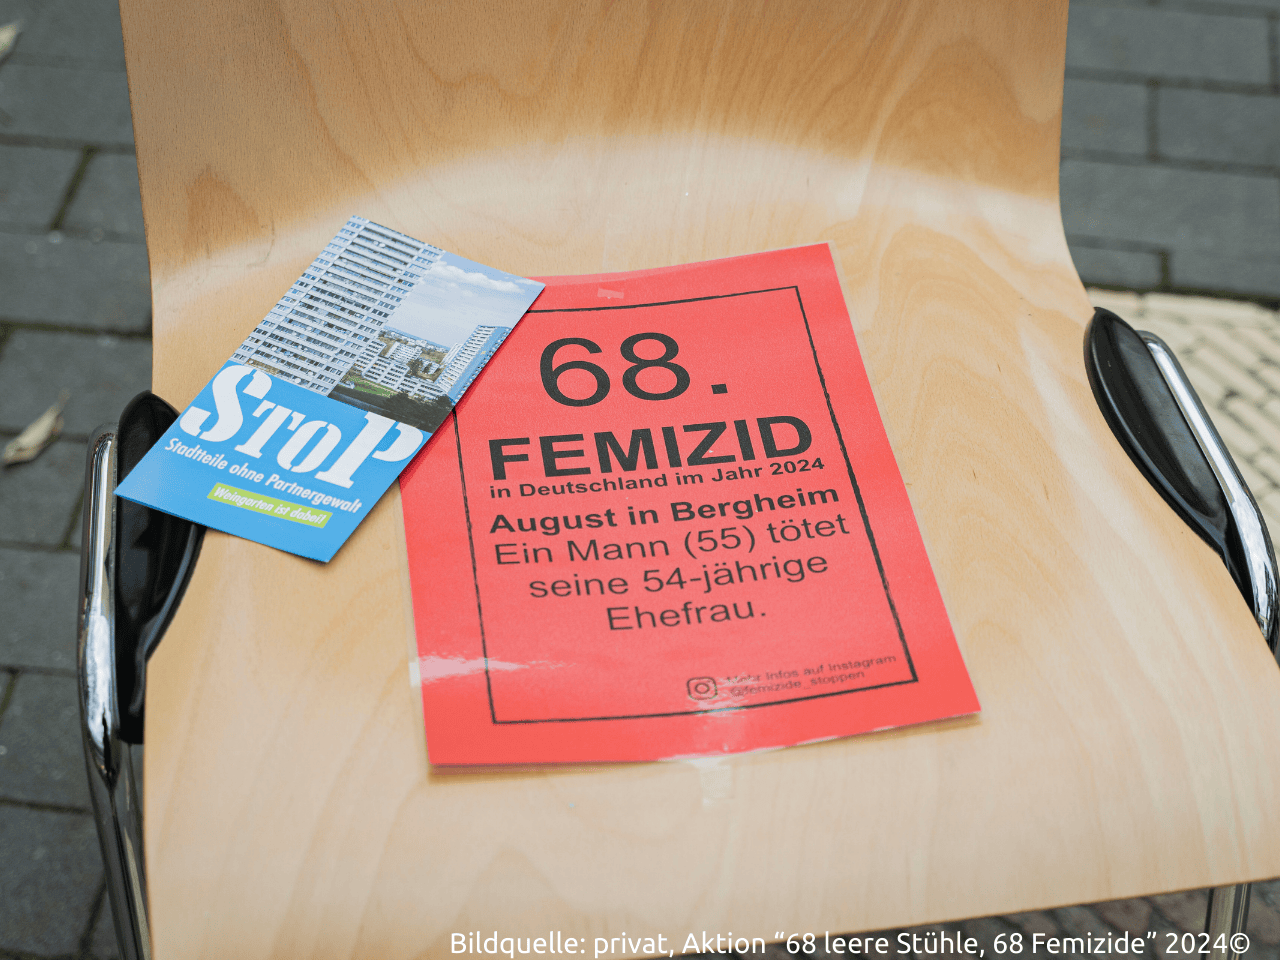 STOP
Stadtteile ohne Partnergewalt
Weingarten ist dabei!
68.
FEMIZID
in Deutschland im Jahr 2024
August in Bergheim
Ein Mann (55) tötet
seine 54-jährige
Ehefrau.
Mehr Infos auf Instagram
@femizide_stoppen
Bildquelle: privat, Aktion “68 leere Stühle, 68 Femizide” 2024©